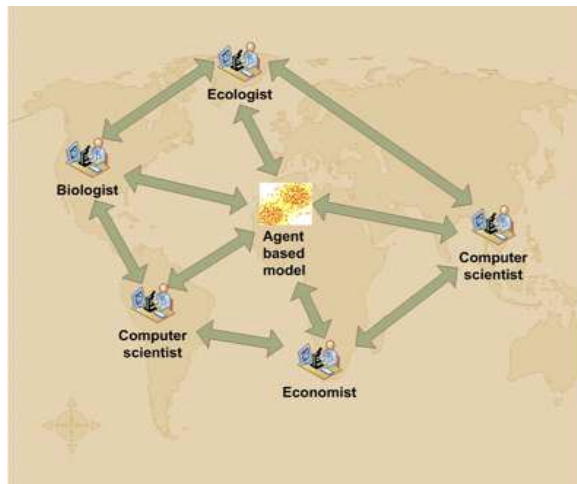 Ecologist
Biologist
Agent
based
model
Computer
scientist
Computer
scientist
Economist